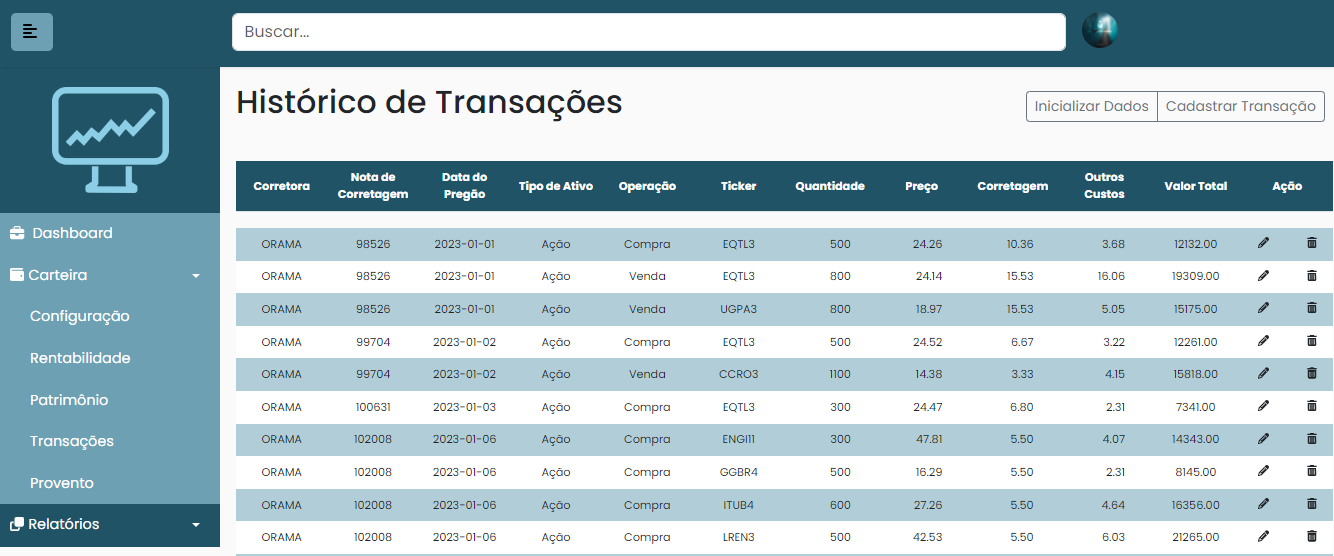 Buscar...
Histórico de Transações
Inicializar Dados Cadastrar Transação
Dashboard
Carteira
Configuração
Rentabilidade
Patrimônio
Transações
Provento
Relatórios
Corretora Nota de Corretagem Data do Pregão Tipo de Ativo Operação Ticker Quantidade Preço Corretagem Outros Custos Valor Total Ação
ORAMA 98526 2023-01-01 Ação Compra EQTL3 500 24.26 10.36 3.68 12132.00
ORAMA 98526 2023-01-01 Ação Venda EQTL3 800 24.14 15.53 16.06 19309.00
ORAMA 98526 2023-01-01 Ação Venda UGPA3 800 18.97 15.53 5.05 15175.00
ORAMA 99704 2023-01-02 Ação Compra EQTL3 500 24.52 6.67 3.22 12261.00
ORAMA 99704 2023-01-02 Ação Venda CCRO3 1100 14.38 3.33 4.15 15818.00
ORAMA 100631 2023-01-03 Ação Compra EQTL3 300 24.47 6.80 2.31 7341.00
ORAMA 102008 2023-01-06 Ação Compra ENGI11 300 47.81 5.50 4.07 14343.00
ORAMA 102008 2023-01-06 Ação Compra GGBR4 500 16.29 5.50 2.31 8145.00
ORAMA 102008 2023-01-06 Ação Compra ITUB4 600 27.26 5.50 4.64 16356.00
ORAMA 102008 2023-01-06 Ação Compra LREN3 500 42.53 5.50 6.03 21265.00